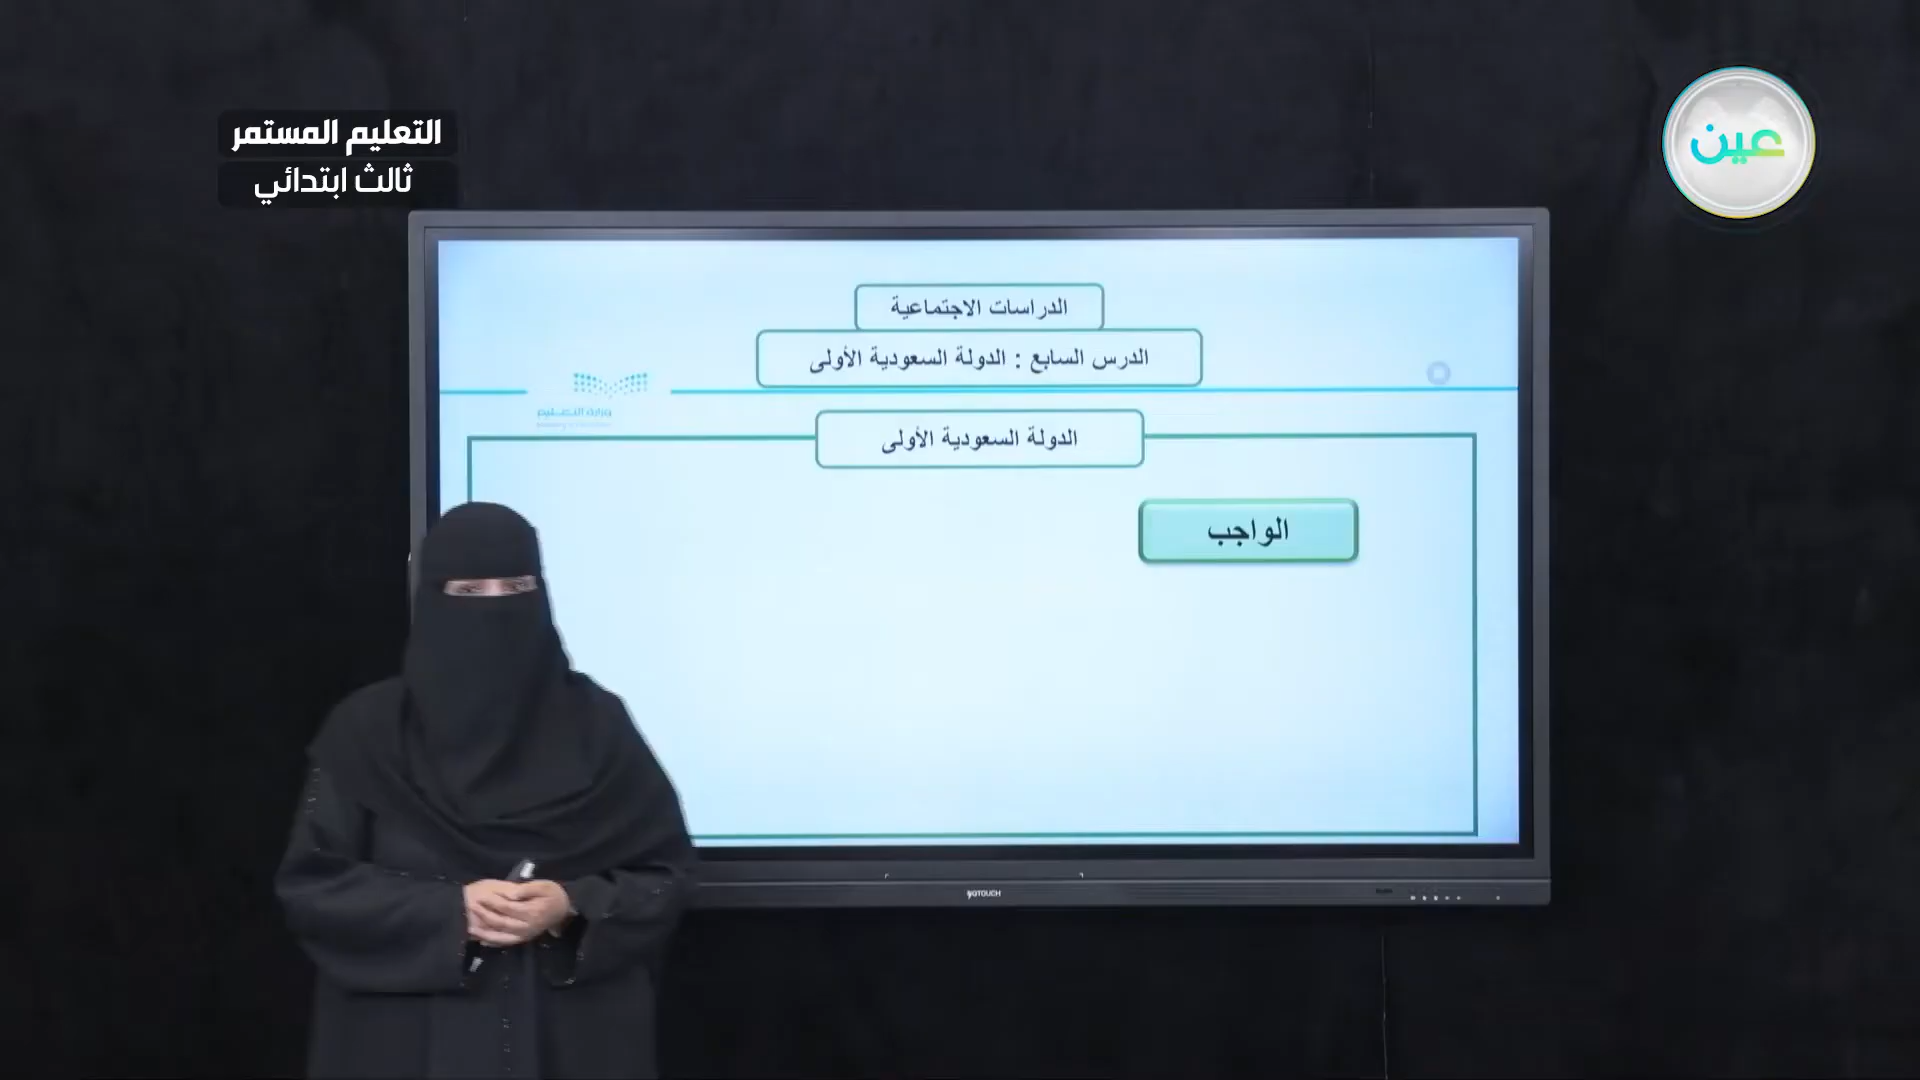 التعليم المستمر
ثالث ابتدائي
عين
الدراسات الاجتماعية
الدرس السابع : الدولة السعودية الأولى
وزارة التعليم
الدولة السعودية الأولى
الواجب